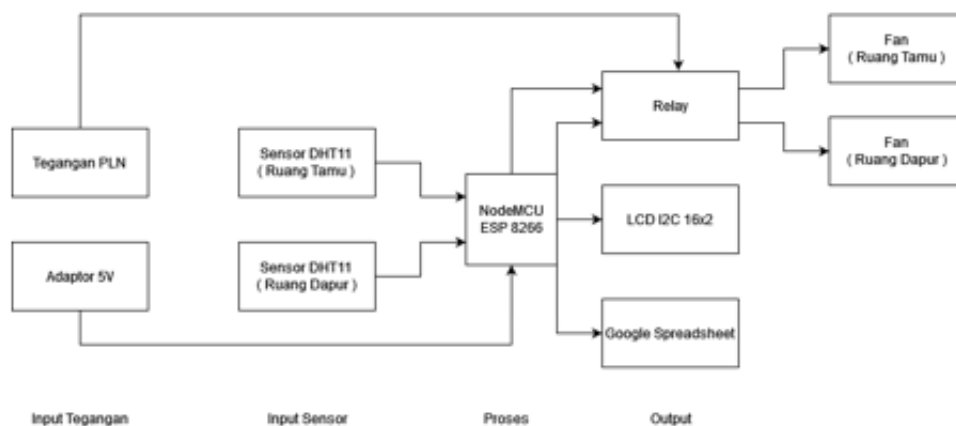 Fan
( Ruang Tamu )
Relay
Tegangan PLN
Sensor DHT11
( Ruang Tamu )
Fan
( Ruang Dapur )
NodeMCU
ESP 8266
LCD I2C 16x2
Adaptor 5V
Sensor DHT11
( Ruang Dapur )
Google Spreadsheet
Input Tegangan
Input Sensor
Proses
Output